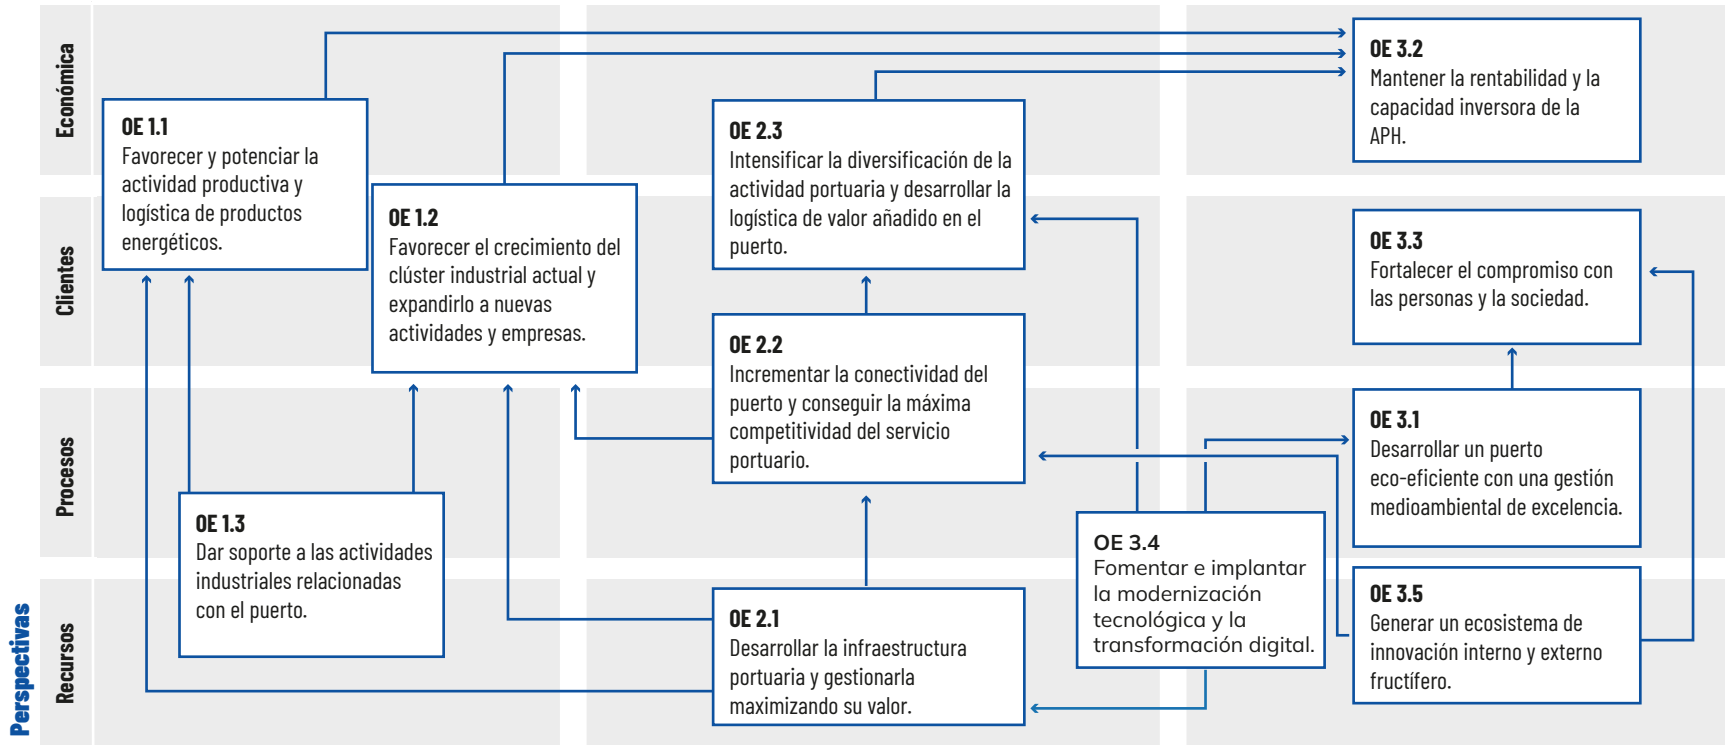 Perspectivas
Económica
Clientes
Procesos
Recursos
OE 1.1
Favorecer y potenciar la
actividad productiva y
logística de productos
energéticos.
OE 1.2
Favorecer el crecimiento del
clúster industrial actual y
expandirlo a nuevas
actividades y empresas.
OE 1.3
Dar soporte a las actividades
industriales relacionadas
con el puerto.
OE 2.3
Intensificar la diversificación de la
actividad portuaria y desarrollar la
logística de valor añadido en el
puerto.
OE 2.2
Incrementar la conectividad del
puerto y conseguir la máxima
competitividad del servicio
portuario.
OE 2.1
Desarrollar la infraestructura
portuaria y gestionarla
maximizando su valor.
OE 3.2
Mantener la rentabilidad y la
capacidad inversora de la
APH.
OE 3.3
Fortalecer el compromiso con
las personas y la sociedad.
OE 3.1
Desarrollar un puerto
eco-eficiente con una gestión
medioambiental de excelencia.
OE 3.4
Fomentar e implantar
la modernización
tecnológica y la
transformación digital.
OE 3.5
Generar un ecosistema de
innovación interno y externo
fructífero.